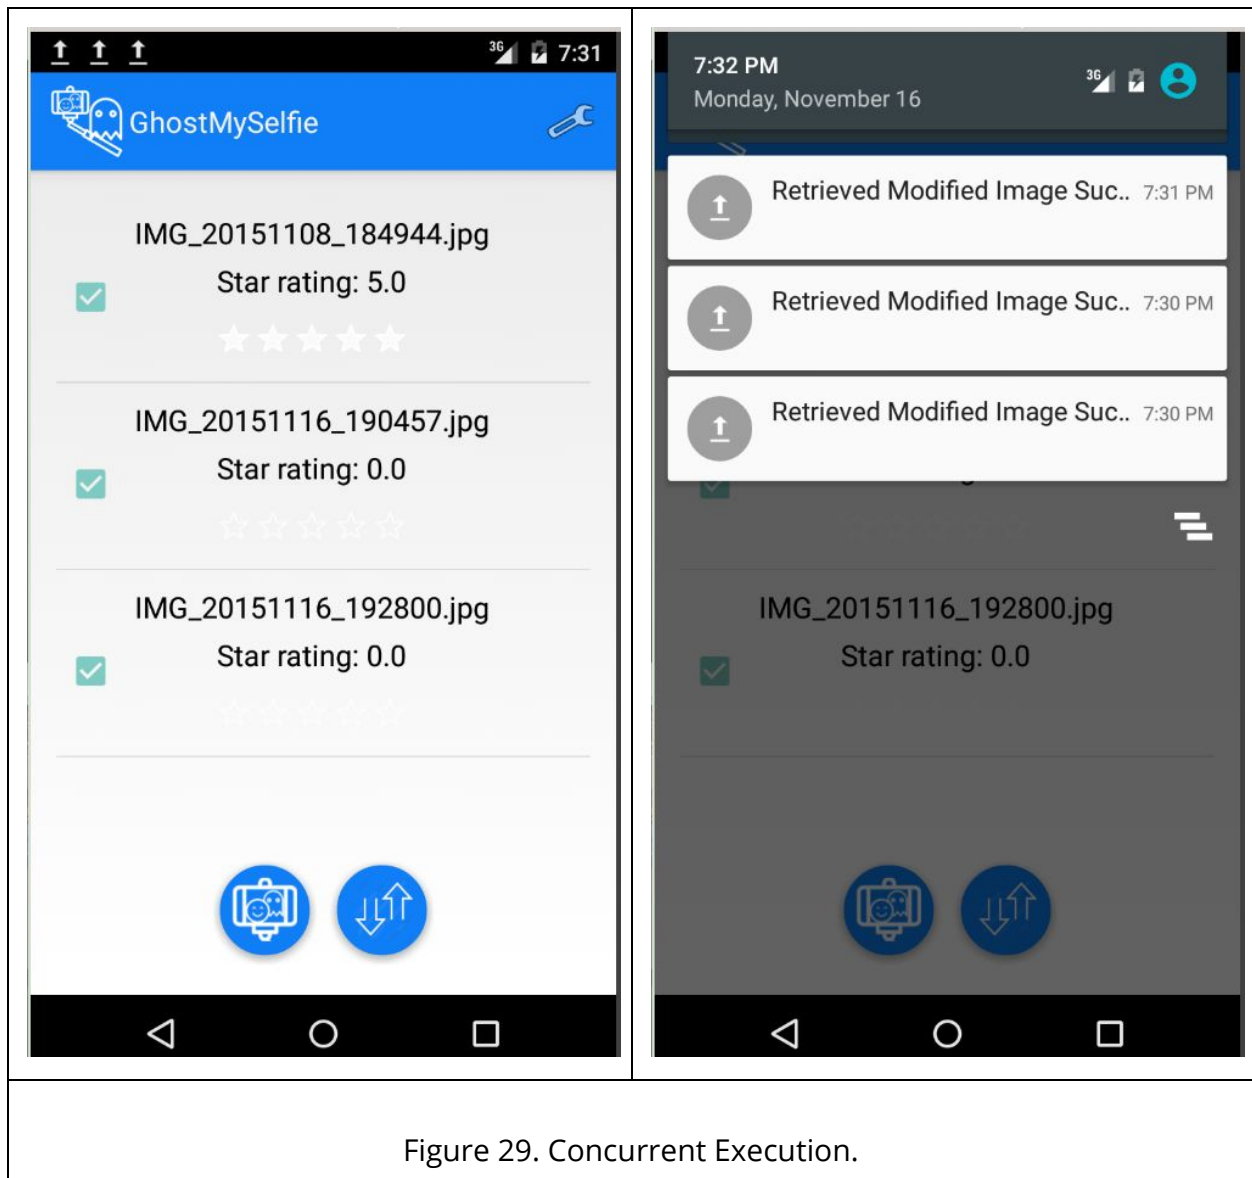 3G 7:31
GhostMySelfie
IMG_20151108_184944.jpg
Star rating: 5.0
IMG_20151116_190457.jpg
Star rating: 0.0
IMG_20151116_192800.jpg
Star rating: 0.0
7:32 PM
Monday, November 16
3G
Retrieved Modified Image Suc.. 7:31 PM
Retrieved Modified Image Suc.. 7:30 PM
Retrieved Modified Image Suc.. 7:30 PM
IMG_20151116_192800.jpg
Star rating: 0.0
Figure 29. Concurrent Execution.